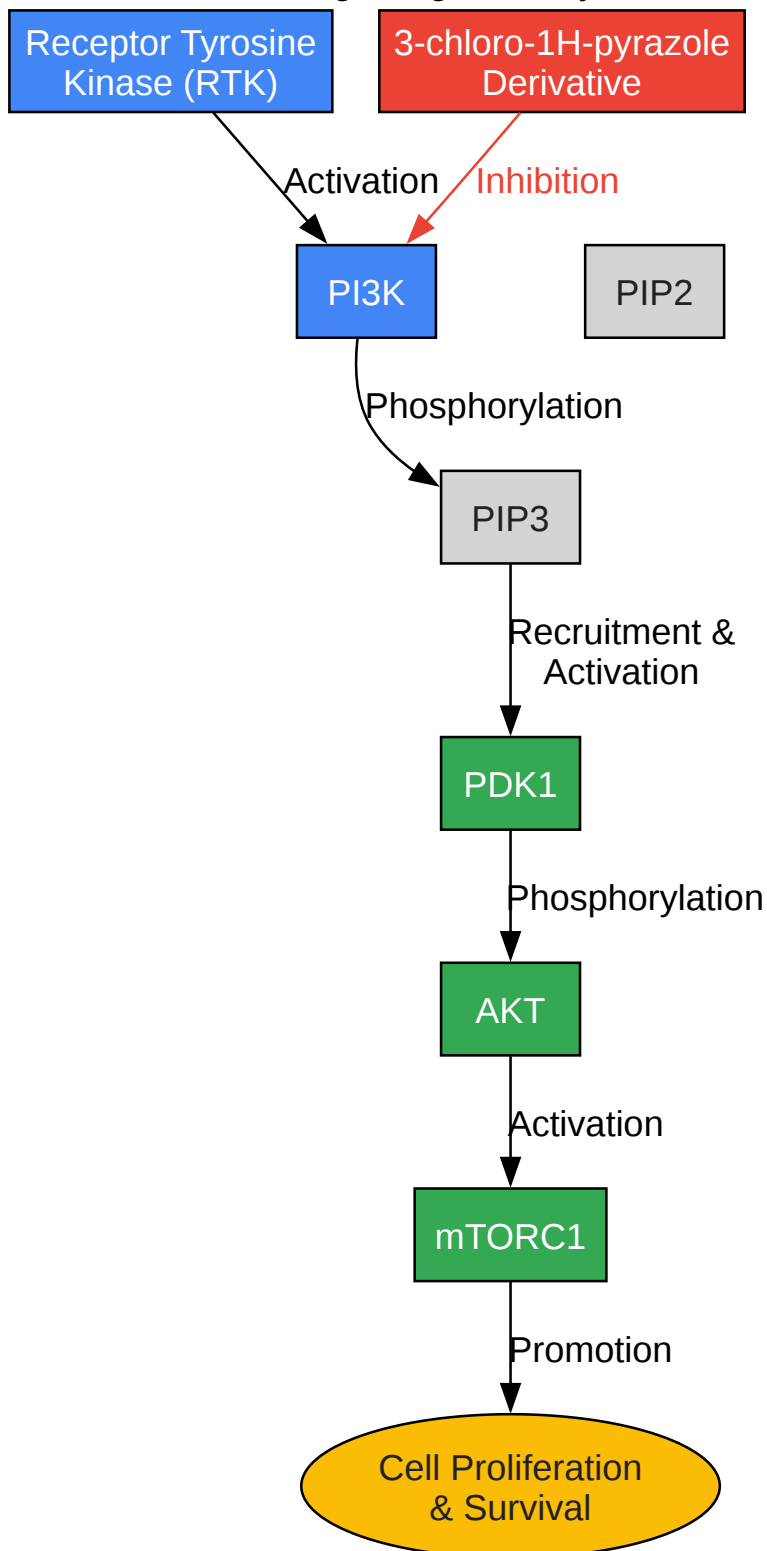 Receptor Tyrosine
Kinase (RTK)
3-chloro-1H-pyrazole
Derivative
Activation
Inhibition
PI3K
PIP2
Phosphorylation
PIP3
Recruitment &
Activation
PDK1
Phosphorylation
AKT
Activation
mTORC1
Promotion
Cell Proliferation
& Survival